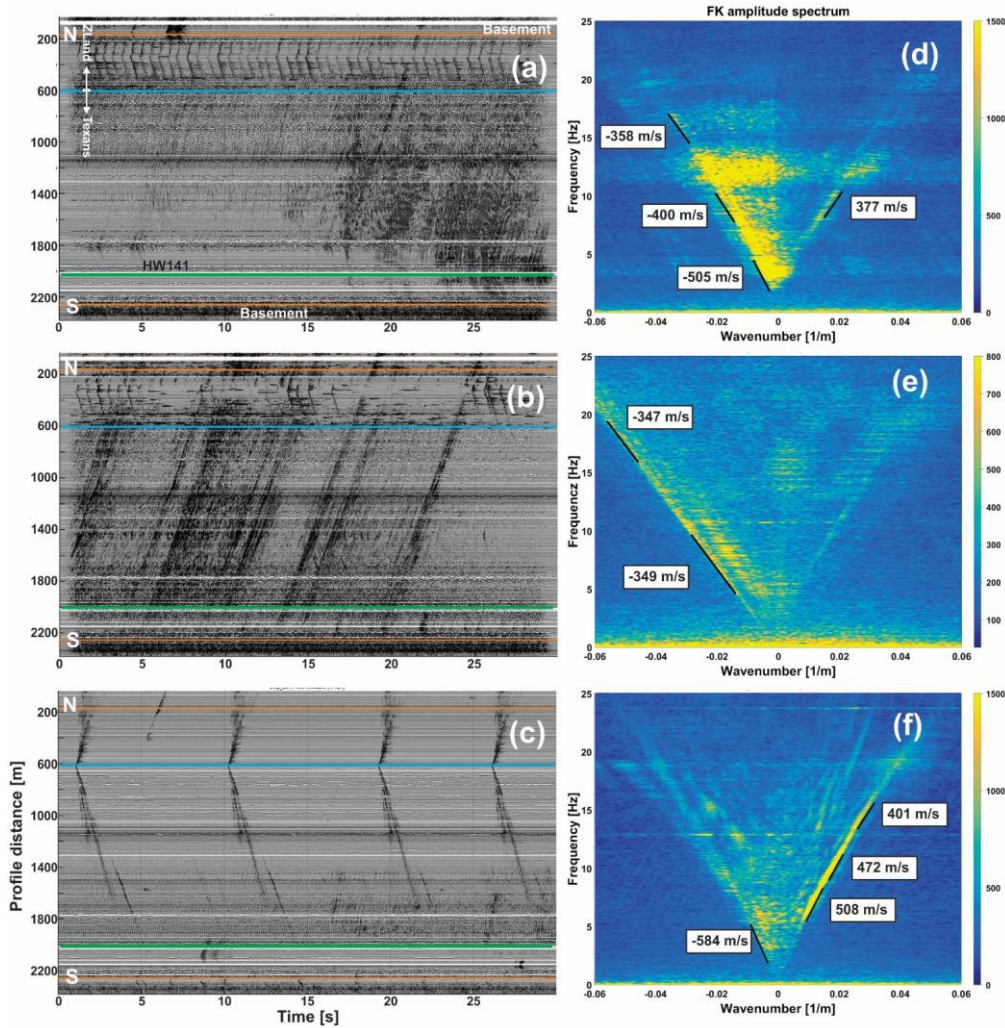 FK amplitude spectrum
N
ZLand
Texans
Basement
(a)
HW141
S
Basement
200
600
1000
1400
1800
2200
0 5 10 15 20 25
(d)
-358 m/s
-400 m/s
377 m/s
-505 m/s
Frequency [Hz]
25
20
15
10
5
0
-0.06 -0.04 -0.02 0 0.02 0.04 0.06
Wavenumber [1/m]
1500
1000
500
0
N
(b)
S
200
600
1000
1400
1800
2200
0 5 10 15 20 25
(e)
-347 m/s
-349 m/s
Frequencz [Hz]
25
20
15
10
5
0
-0.06 -0.04 -0.02 0 0.02 0.04 0.06
Wavenumber [1/m]
800
700
600
500
400
300
200
100
N
(c)
S
Profile distance [m]
200
600
1000
1400
1800
2200
0 5 10 15 20 25
Time [s]
(f)
401 m/s
472 m/s
508 m/s
-584 m/s
Frequency [Hz]
25
20
15
10
5
0
-0.06 -0.04 -0.02 0 0.02 0.04 0.06
Wavenumber [1/m]
1500
1000
500
0